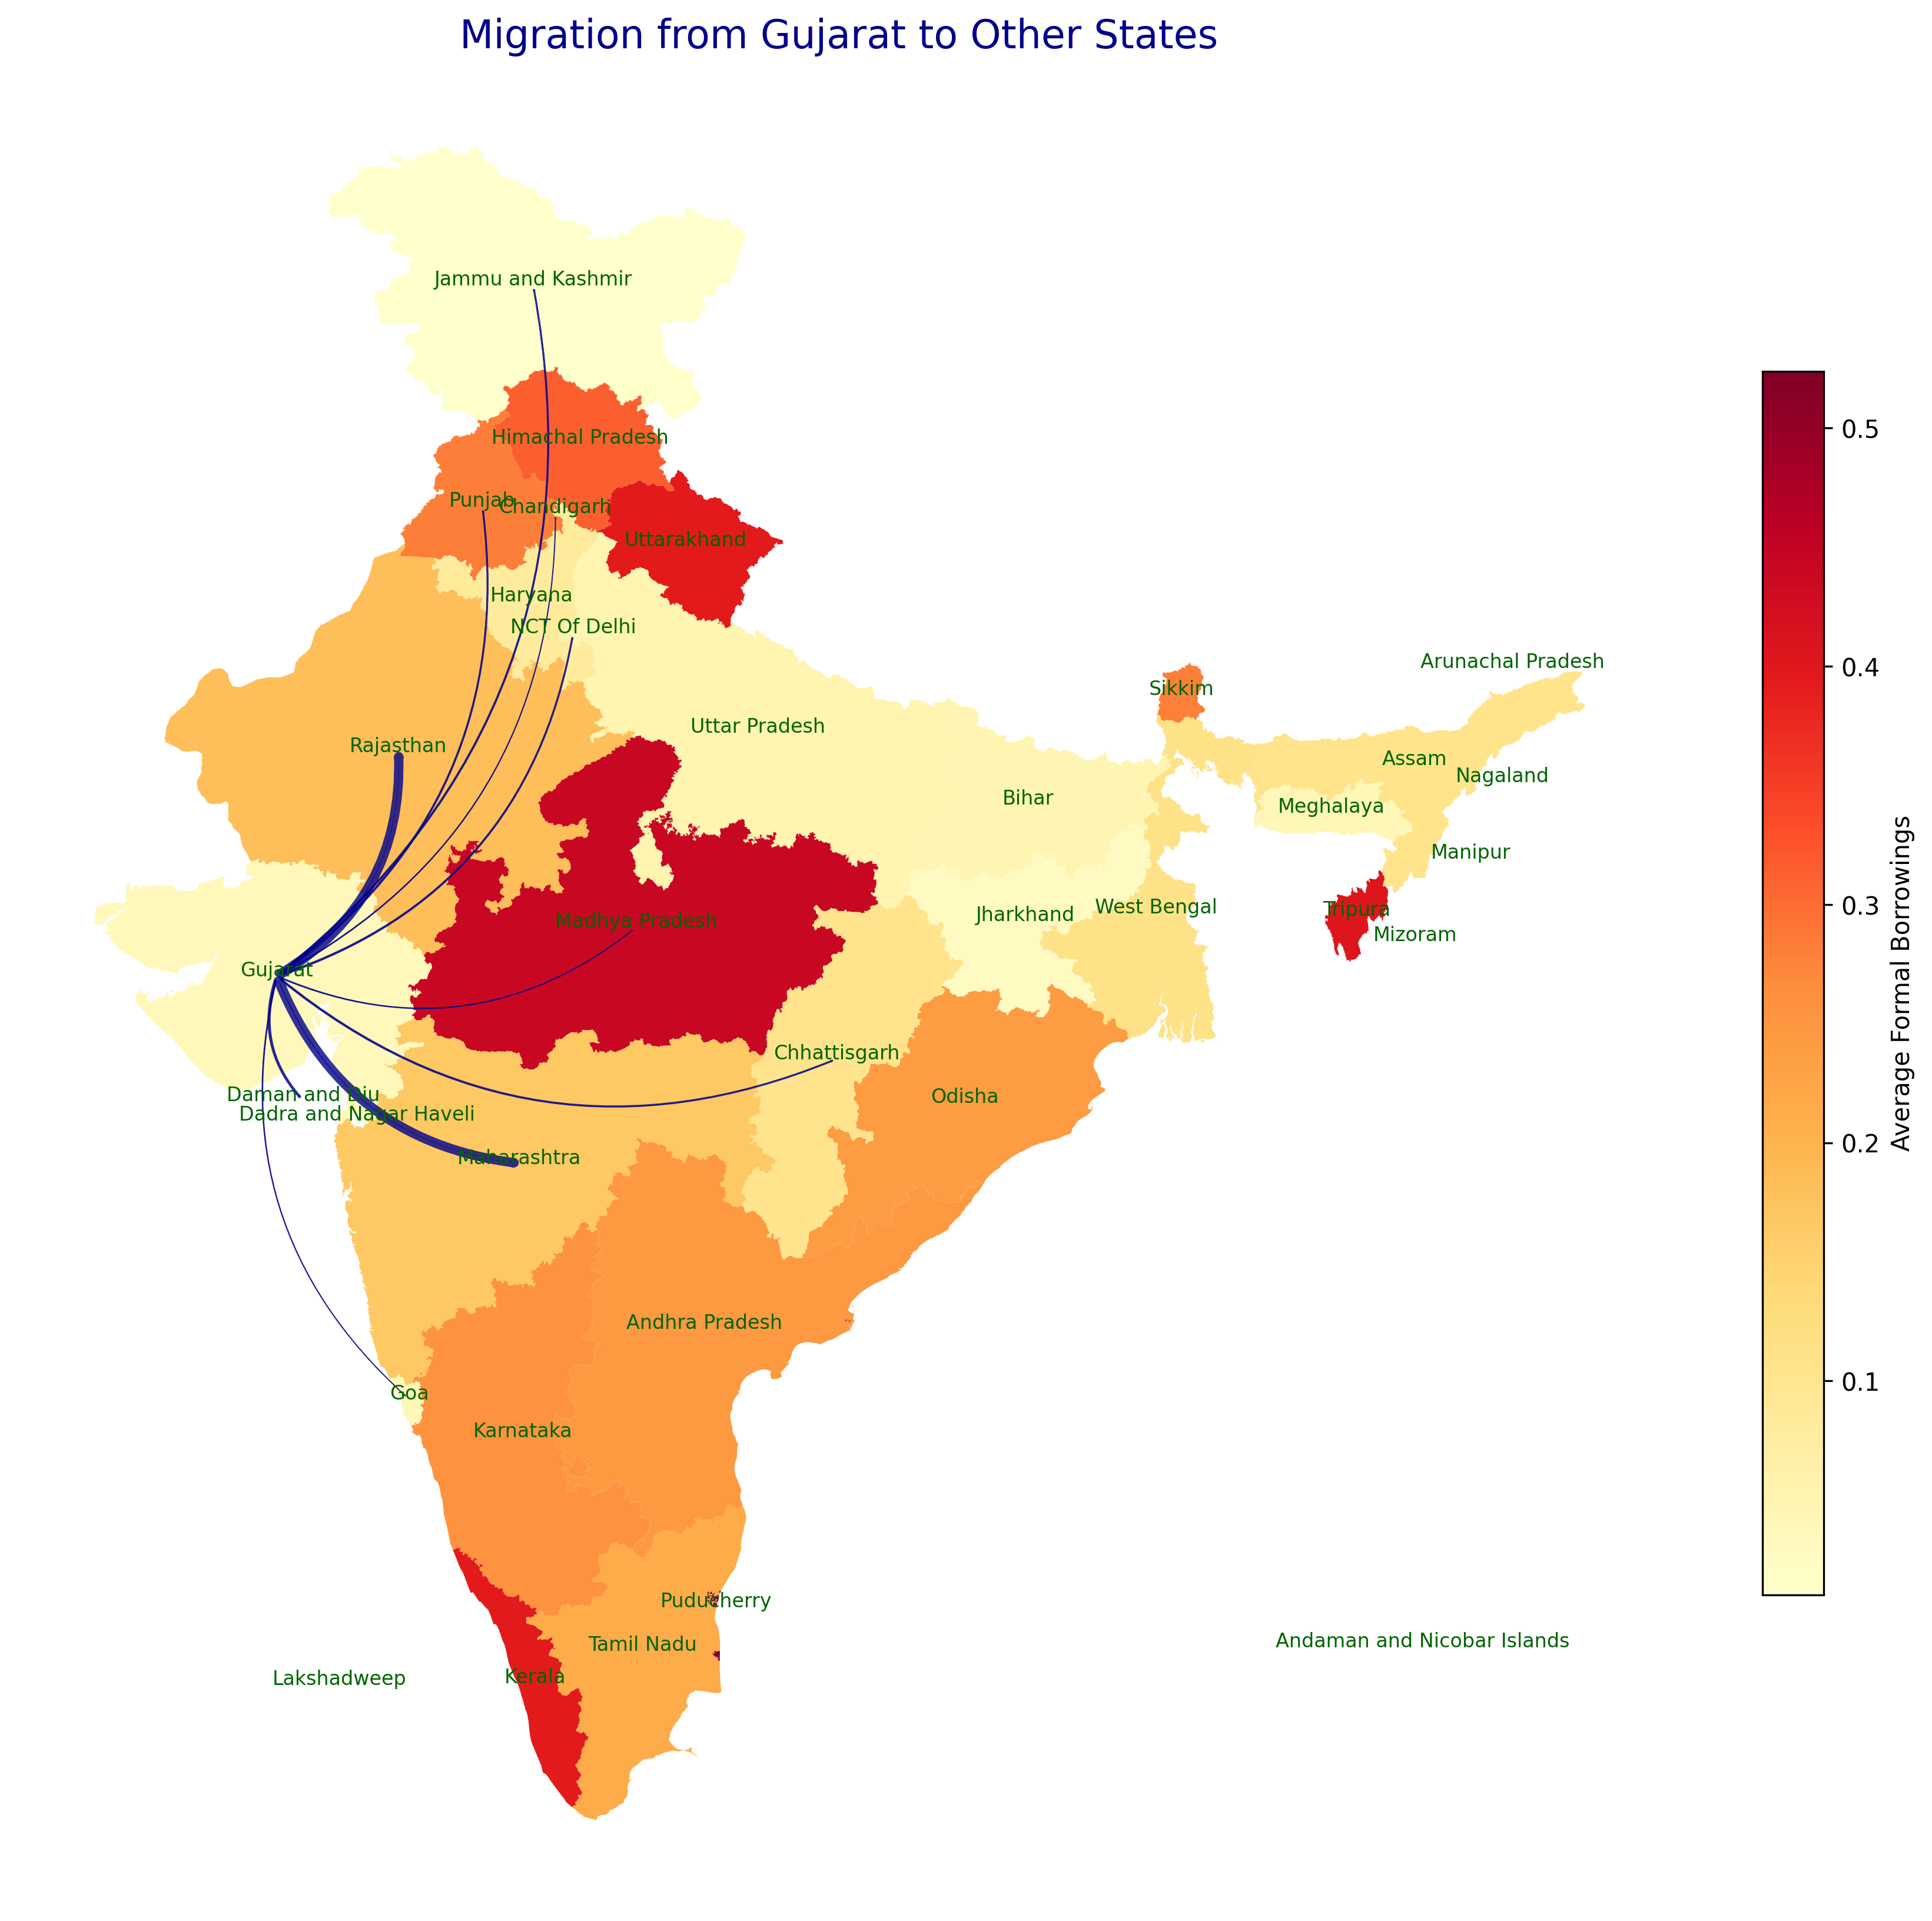 Migration from Gujarat to Other States
Jammu and Kashmir
Himachal Pradesh
Punjab
Chandigarh
Uttarakhand
Haryana
NCT Of Delhi
Rajasthan
Uttar Pradesh
Bihar
Sikkim
Arunachal Pradesh
Assam
Nagaland
Meghalaya
Manipur
Tripura
Mizoram
West Bengal
Jharkhand
Madhya Pradesh
Gujarat
Chhattisgarh
Odisha
Daman and Diu
Dadra and Nagar Haveli
Maharashtra
Andhra Pradesh
Goa
Karnataka
Puducherry
Tamil Nadu
Kerala
Lakshadweep
Andaman and Nicobar Islands
0.5
0.4
0.3
0.2
0.1
Average Formal Borrowings